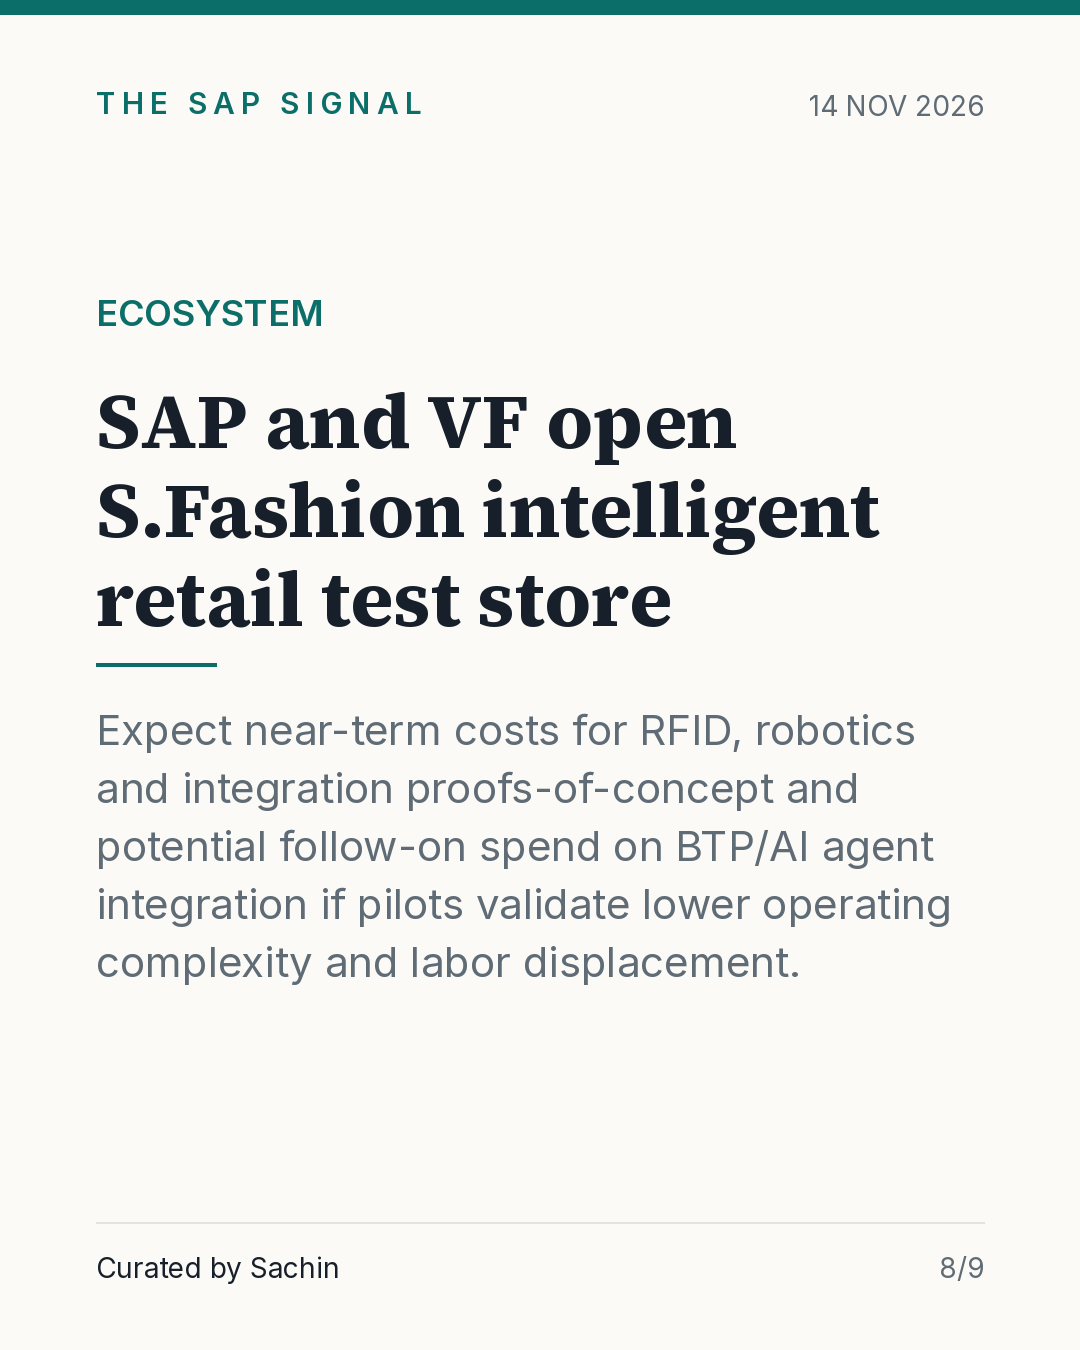 THE SAP SIGNAL
14 NOV 2026
ECOSYSTEM
SAP and VF open
S.Fashion intelligent
retail test store
Expect near-term costs for RFID, robotics
and integration proofs-of-concept and
potential follow-on spend on BTP/AI agent
integration if pilots validate lower operating
complexity and labor displacement.
Curated by Sachin
8/9